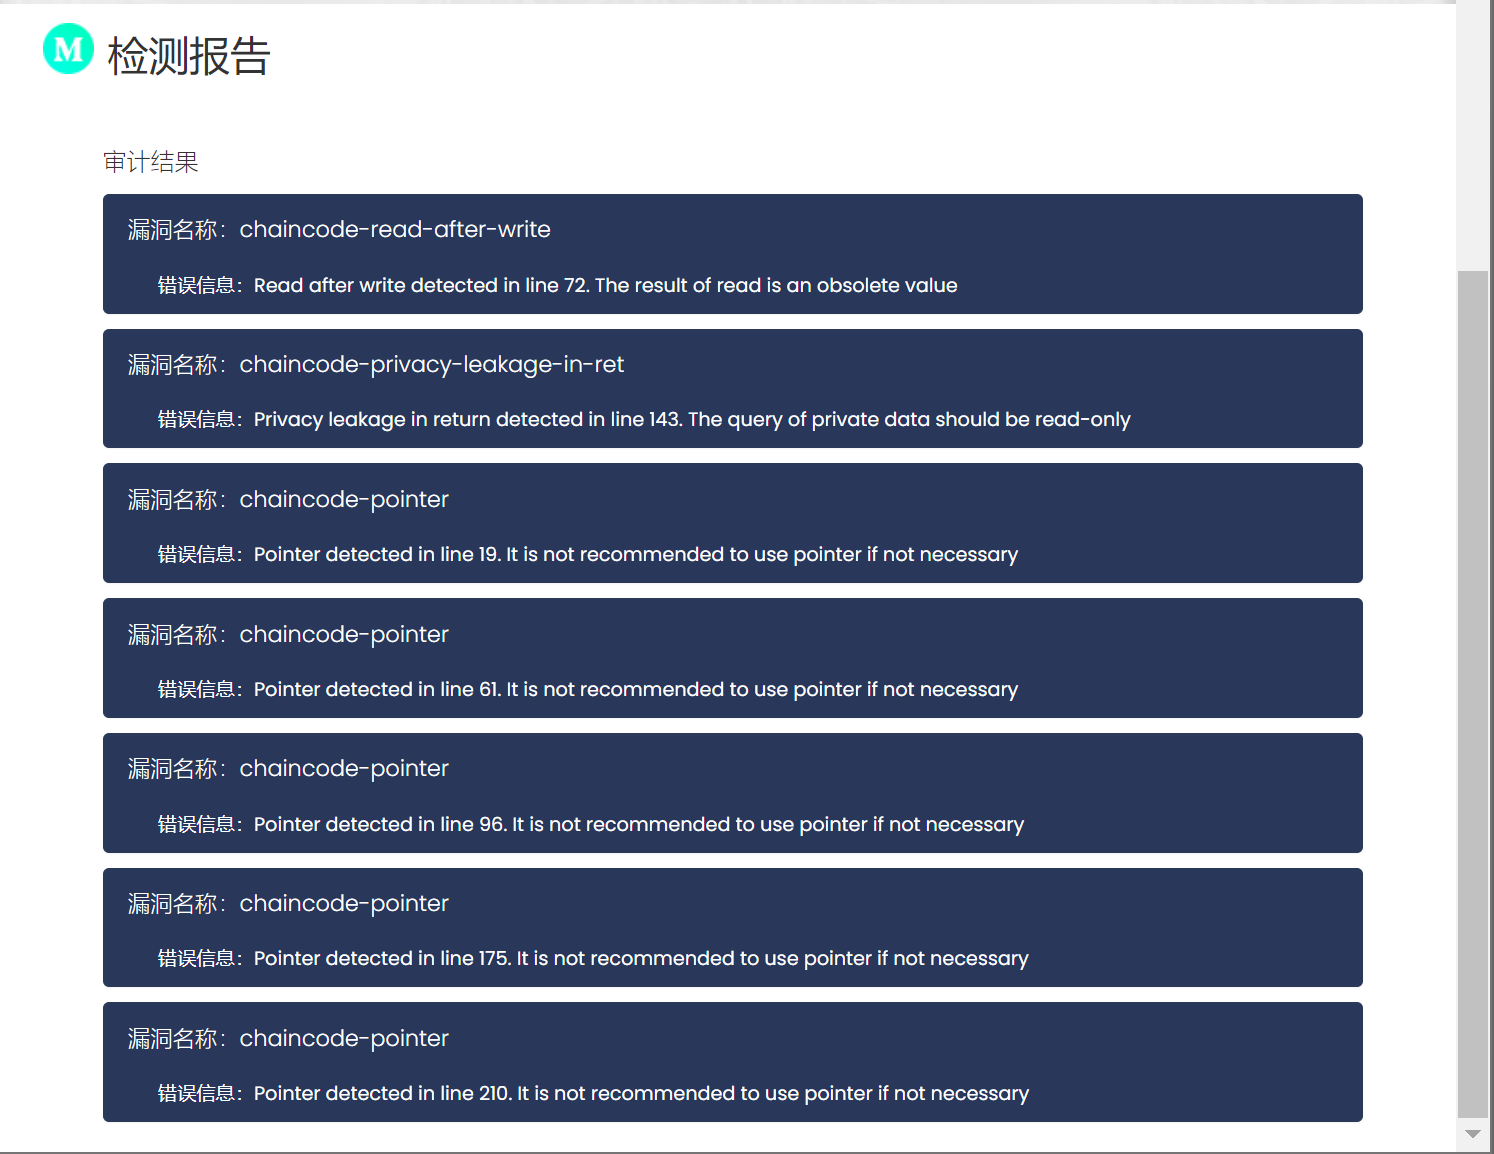 M 检测报告
审计结果
漏洞名称：chaincode-read-after-write
错误信息：Read after write detected in line 72. The result of read is an obsolete value
漏洞名称：chaincode-privacy-leakage-in-ret
错误信息：Privacy leakage in return detected in line 143. The query of private data should be read-only
漏洞名称：chaincode-pointer
错误信息：Pointer detected in line 19. It is not recommended to use pointer if not necessary
漏洞名称：chaincode-pointer
错误信息：Pointer detected in line 61. It is not recommended to use pointer if not necessary
漏洞名称：chaincode-pointer
错误信息：Pointer detected in line 96. It is not recommended to use pointer if not necessary
漏洞名称：chaincode-pointer
错误信息：Pointer detected in line 175. It is not recommended to use pointer if not necessary
漏洞名称：chaincode-pointer
错误信息：Pointer detected in line 210. It is not recommended to use pointer if not necessary